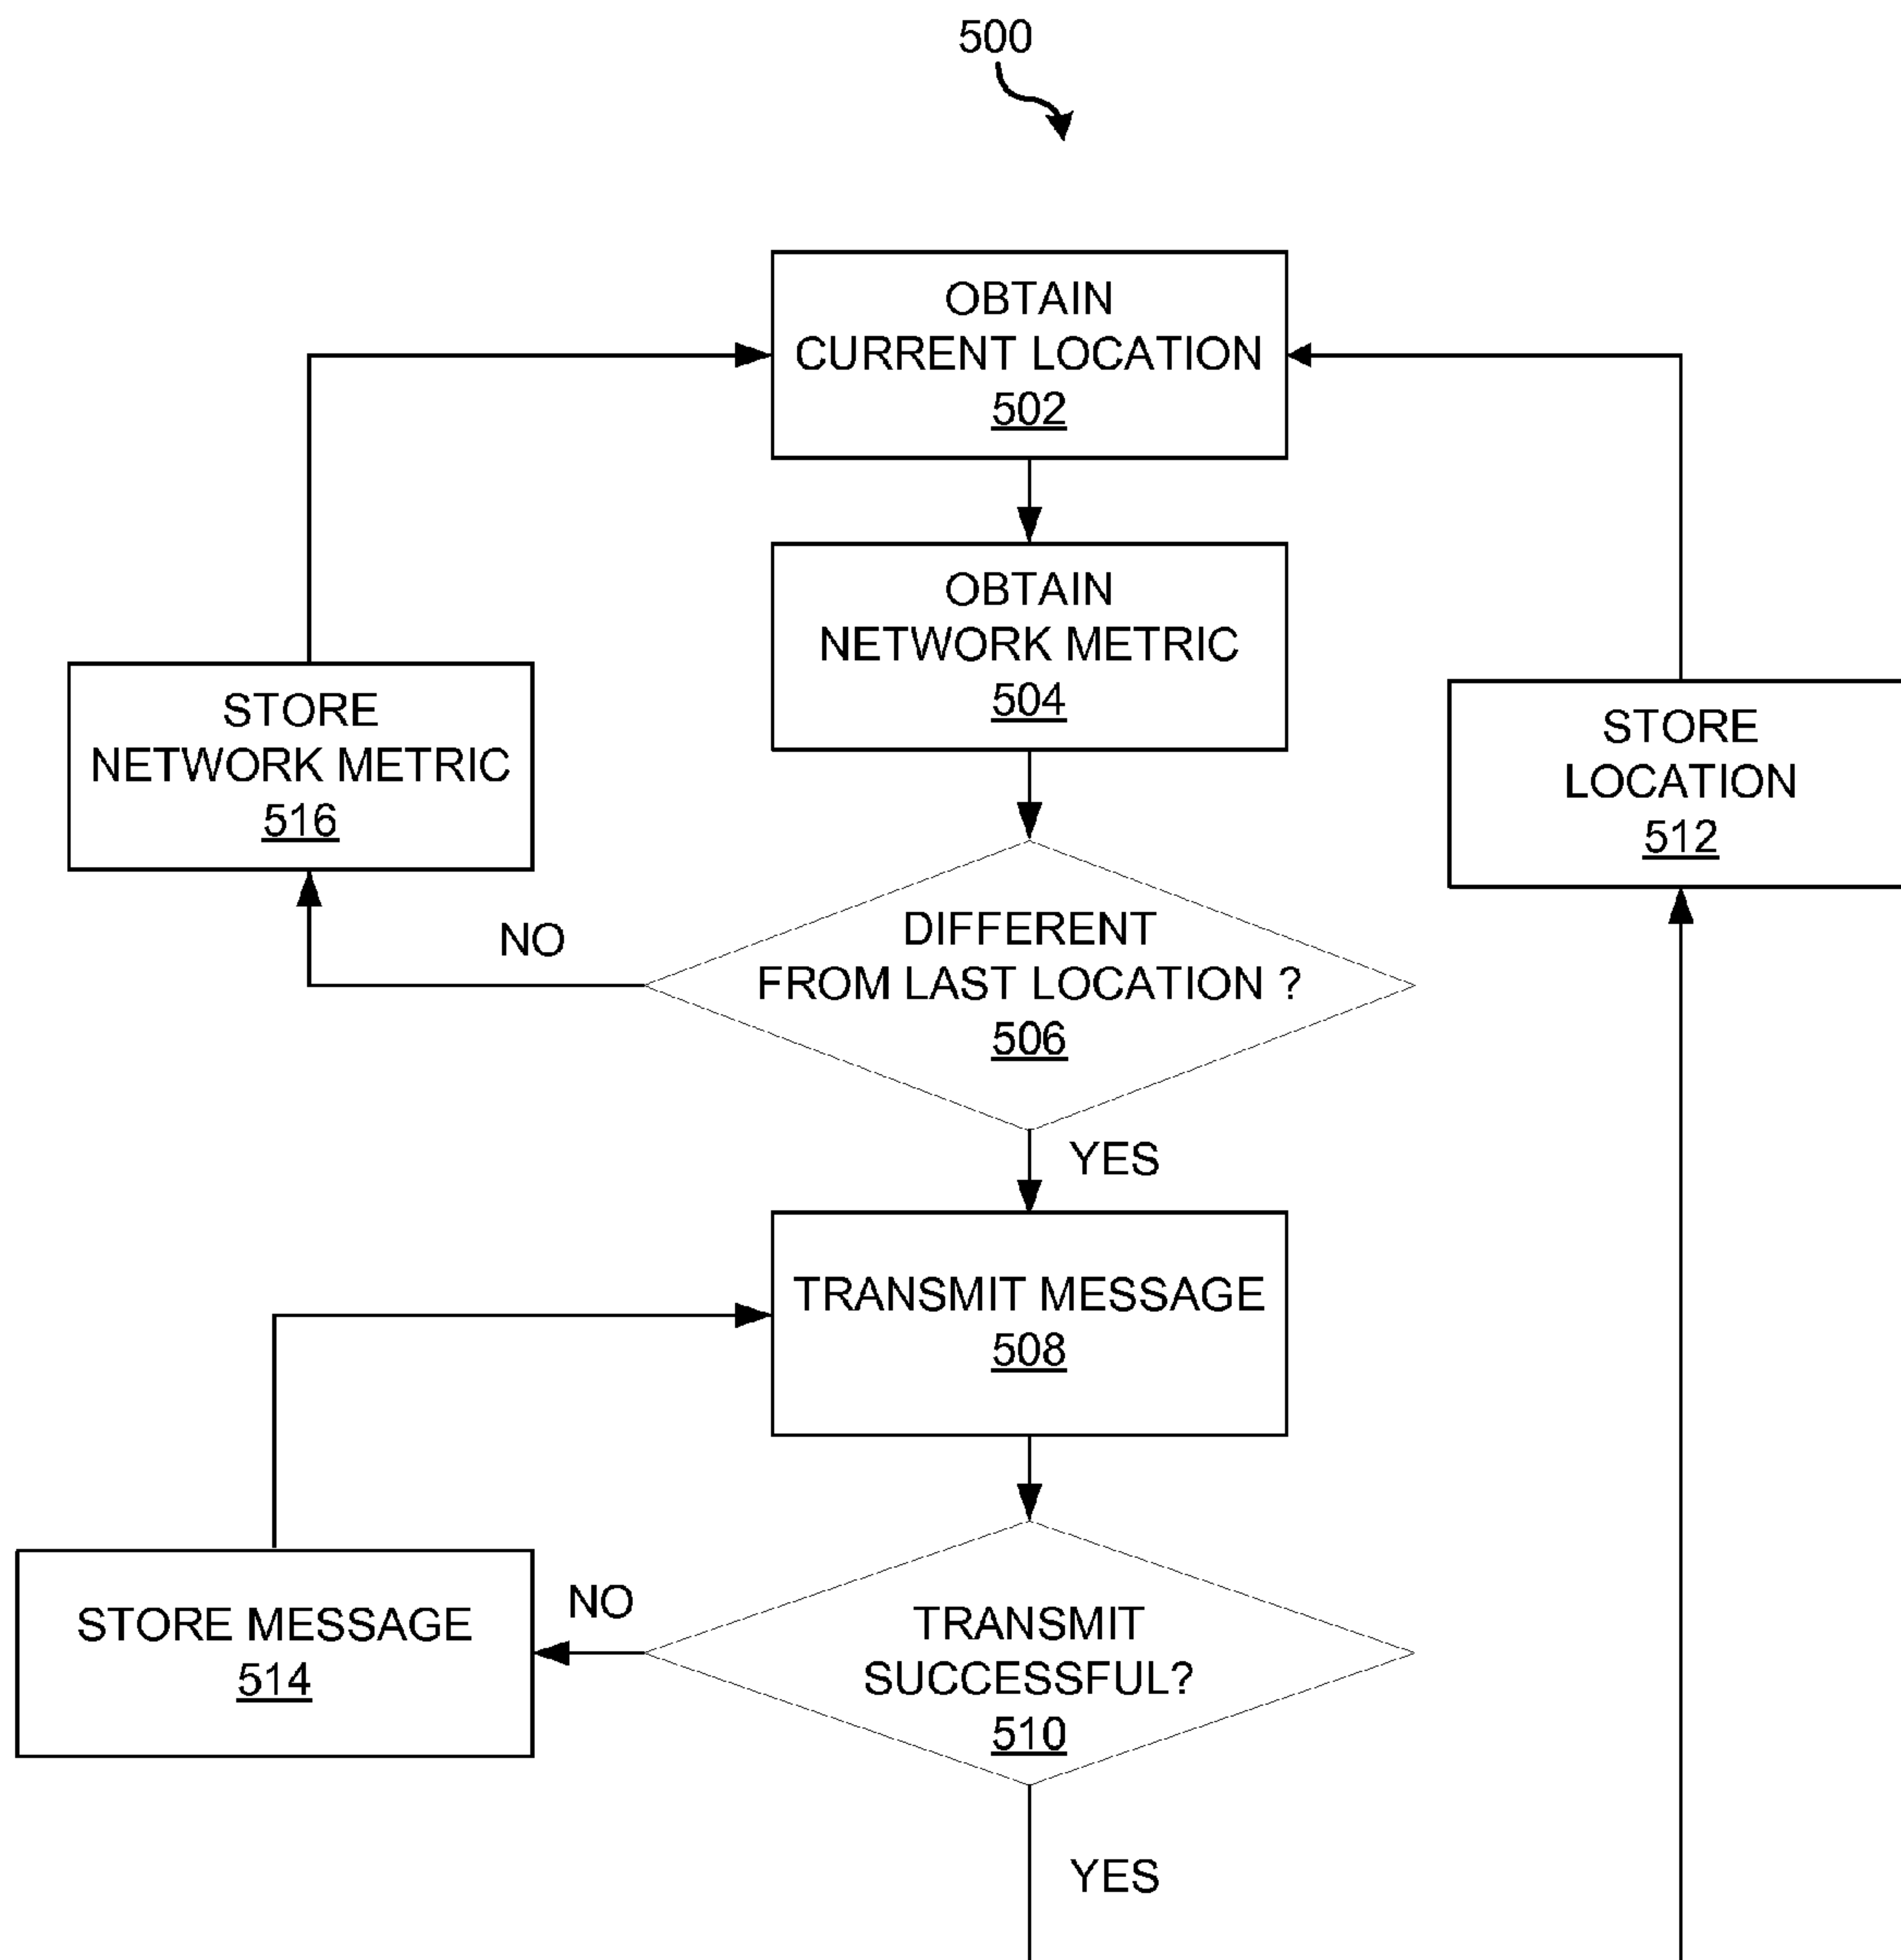 500
OBTAIN
CURRENT LOCATION
502
OBTAIN
NETWORK METRIC
504
STORE
NETWORK METRIC
516
STORE
LOCATION
512
DIFFERENT
FROM LAST LOCATION ?
506
NO
YES
TRANSMIT MESSAGE
508
STORE MESSAGE
514
NO
TRANSMIT
SUCCESSFUL?
510
YES